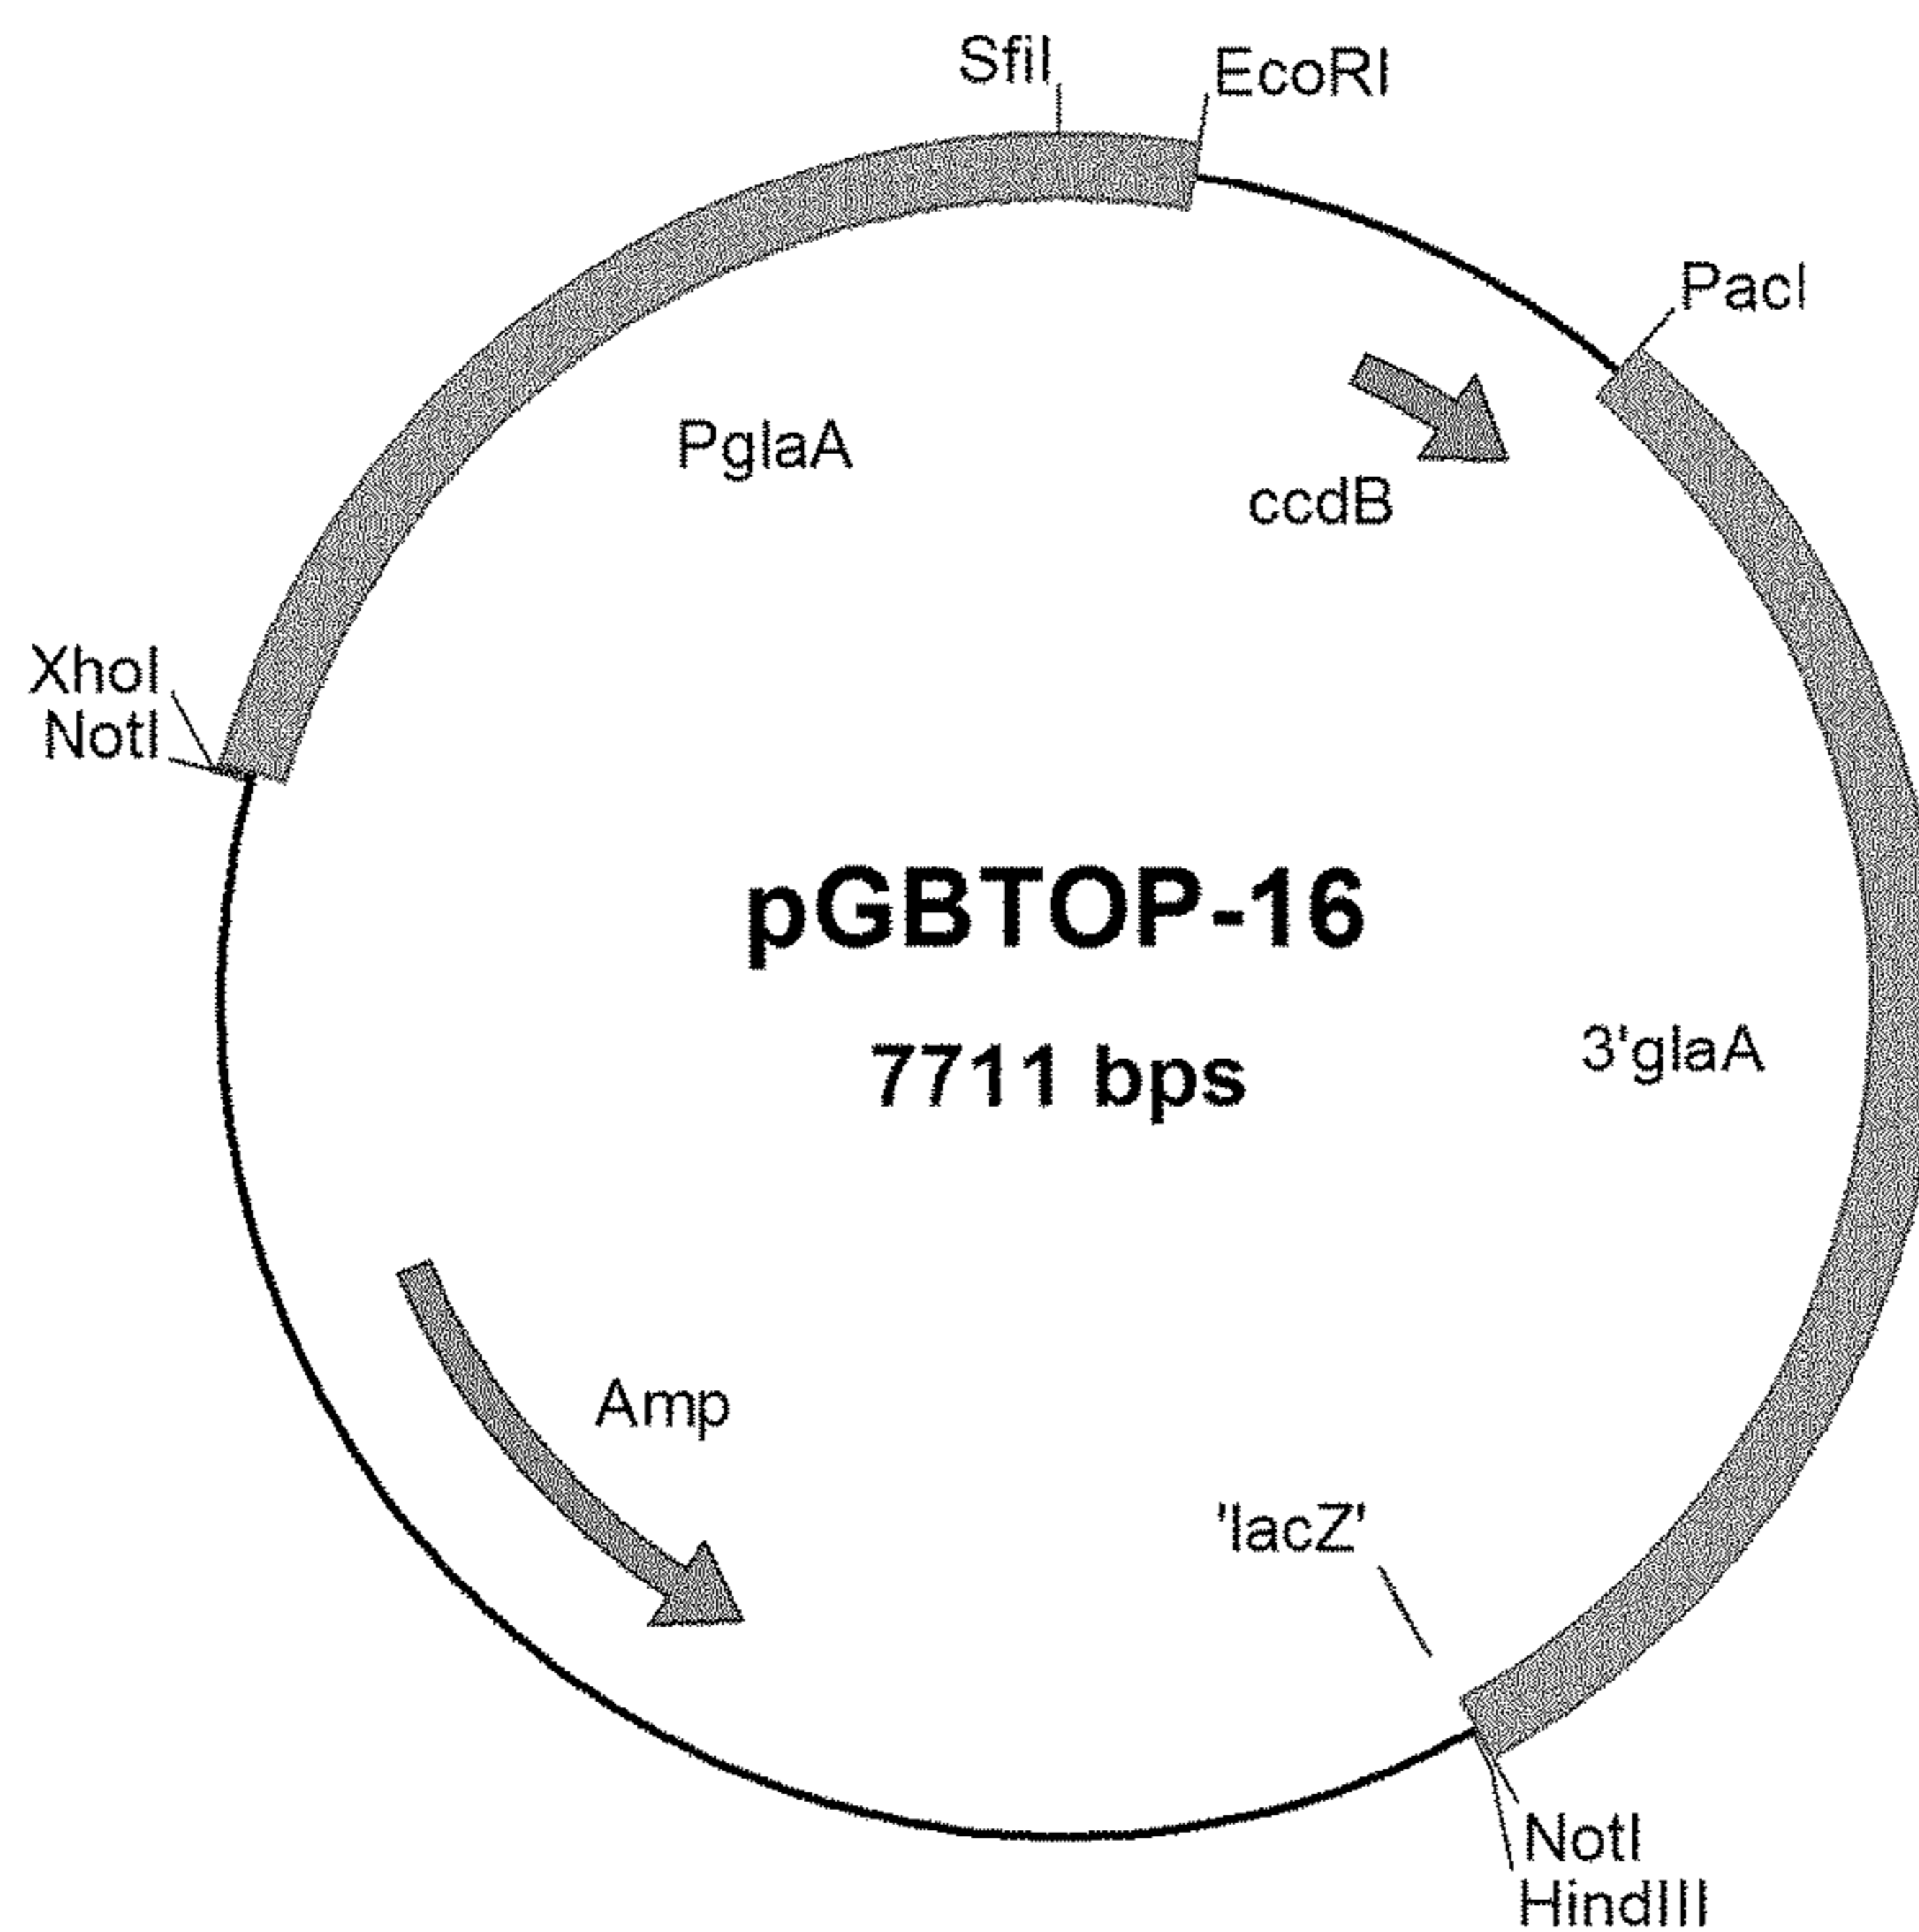 SfiI
EcoRI
PacI
PglaA
ccdB
XhoI
NotI
pGBTOP-16
7711 bps
3'glaA
Amp
'lacZ'
NotI
HindIII